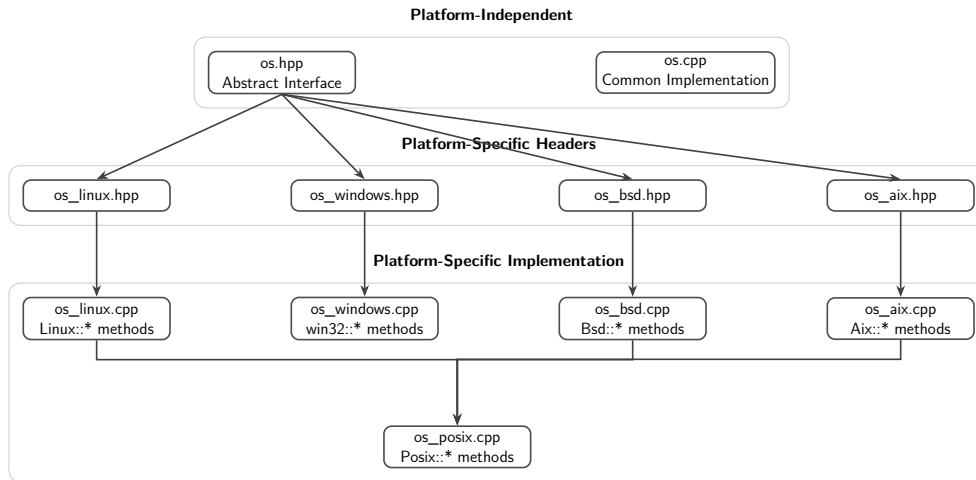 Platform-Independent
os.hpp
Abstract Interface
os.cpp
Common Implementation
Platform-Specific Headers
os_linux.hpp
os_windows.hpp
os_bsd.hpp
os_aix.hpp
Platform-Specific Implementation
os_linux.cpp
Linux::* methods
os_windows.cpp
win32::* methods
os_bsd.cpp
Bsd::* methods
os_aix.cpp
Aix::* methods
os_posix.cpp
Posix::* methods